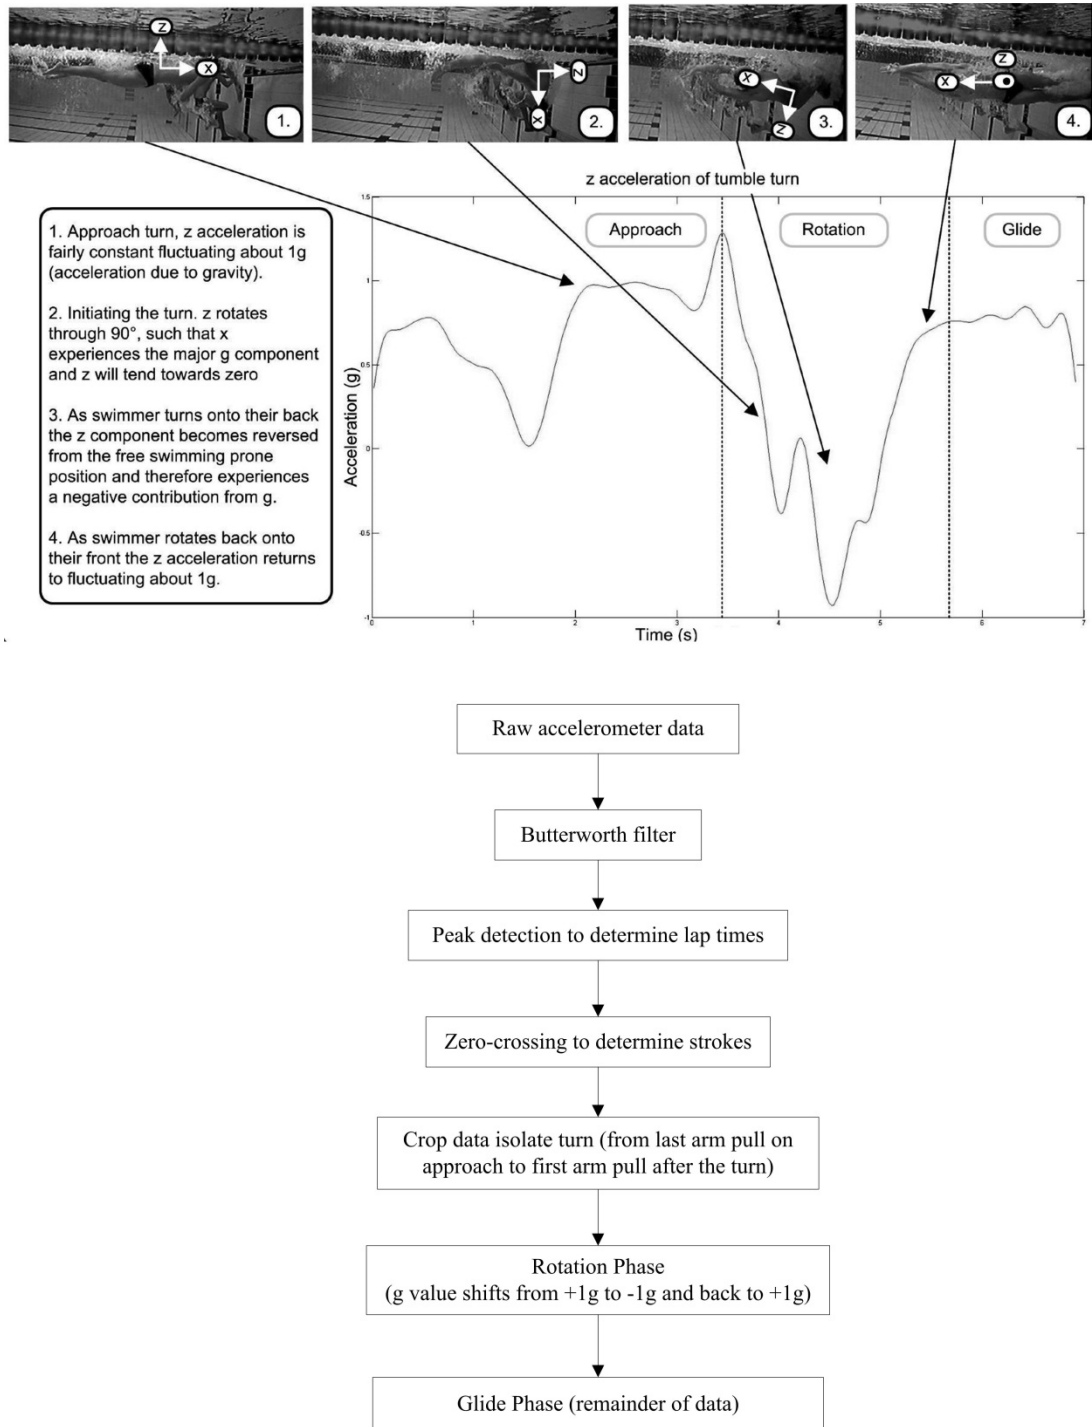 z
x
1.
z
x
2.
x
z
3.
z
x
4.
z acceleration of tumble turn
1. Approach turn, z acceleration is
fairly constant fluctuating about 1g
(acceleration due to gravity).
2. Initiating the turn. z rotates
through 90°, such that x
experiences the major g component
and z will tend towards zero
3. As swimmer turns onto their back
the z component becomes reversed
from the free swimming prone
position and therefore experiences
a negative contribution from g.
4. As swimmer rotates back onto
their front the z acceleration returns
to fluctuating about 1g.
Approach
Rotation
Glide
Acceleration (g)
1.5
1
0.5
0
-0.5
-1
0 1 2 3 4 5 6 7
Time (s)
Raw accelerometer data
Butterworth filter
Peak detection to determine lap times
Zero-crossing to determine strokes
Crop data isolate turn (from last arm pull on
approach to first arm pull after the turn)
Rotation Phase
(g value shifts from +1g to -1g and back to +1g)
Glide Phase (remainder of data)